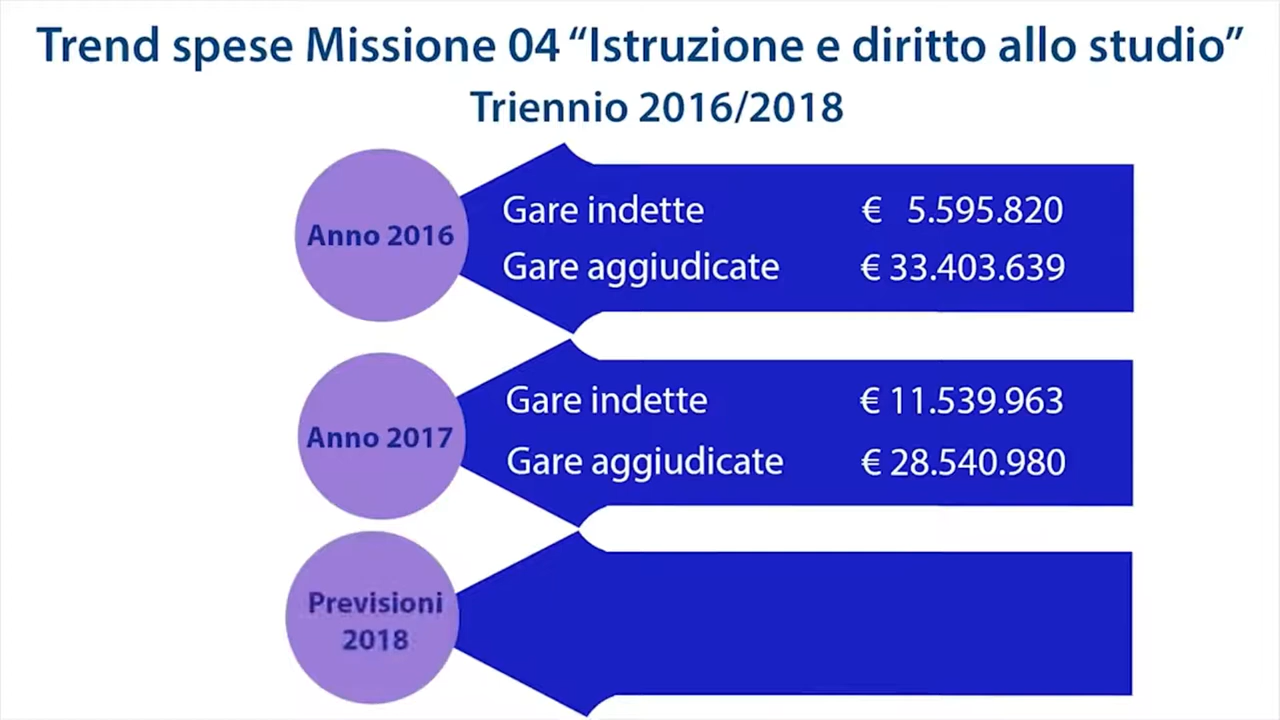 Trend spese Missione 04 “Istruzione e diritto allo studio”
Triennio 2016/2018
Anno 2016
Gare indette € 5.595.820
Gare aggiudicate € 33.403.639
Anno 2017
Gare indette € 11.539.963
Gare aggiudicate € 28.540.980
Previsioni
2018